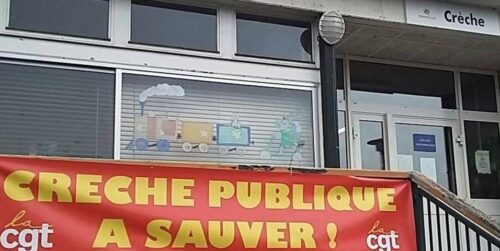 Crèche
CRECHE PUBLIQUE
A SAUVER !
la
cgt
la
cgt